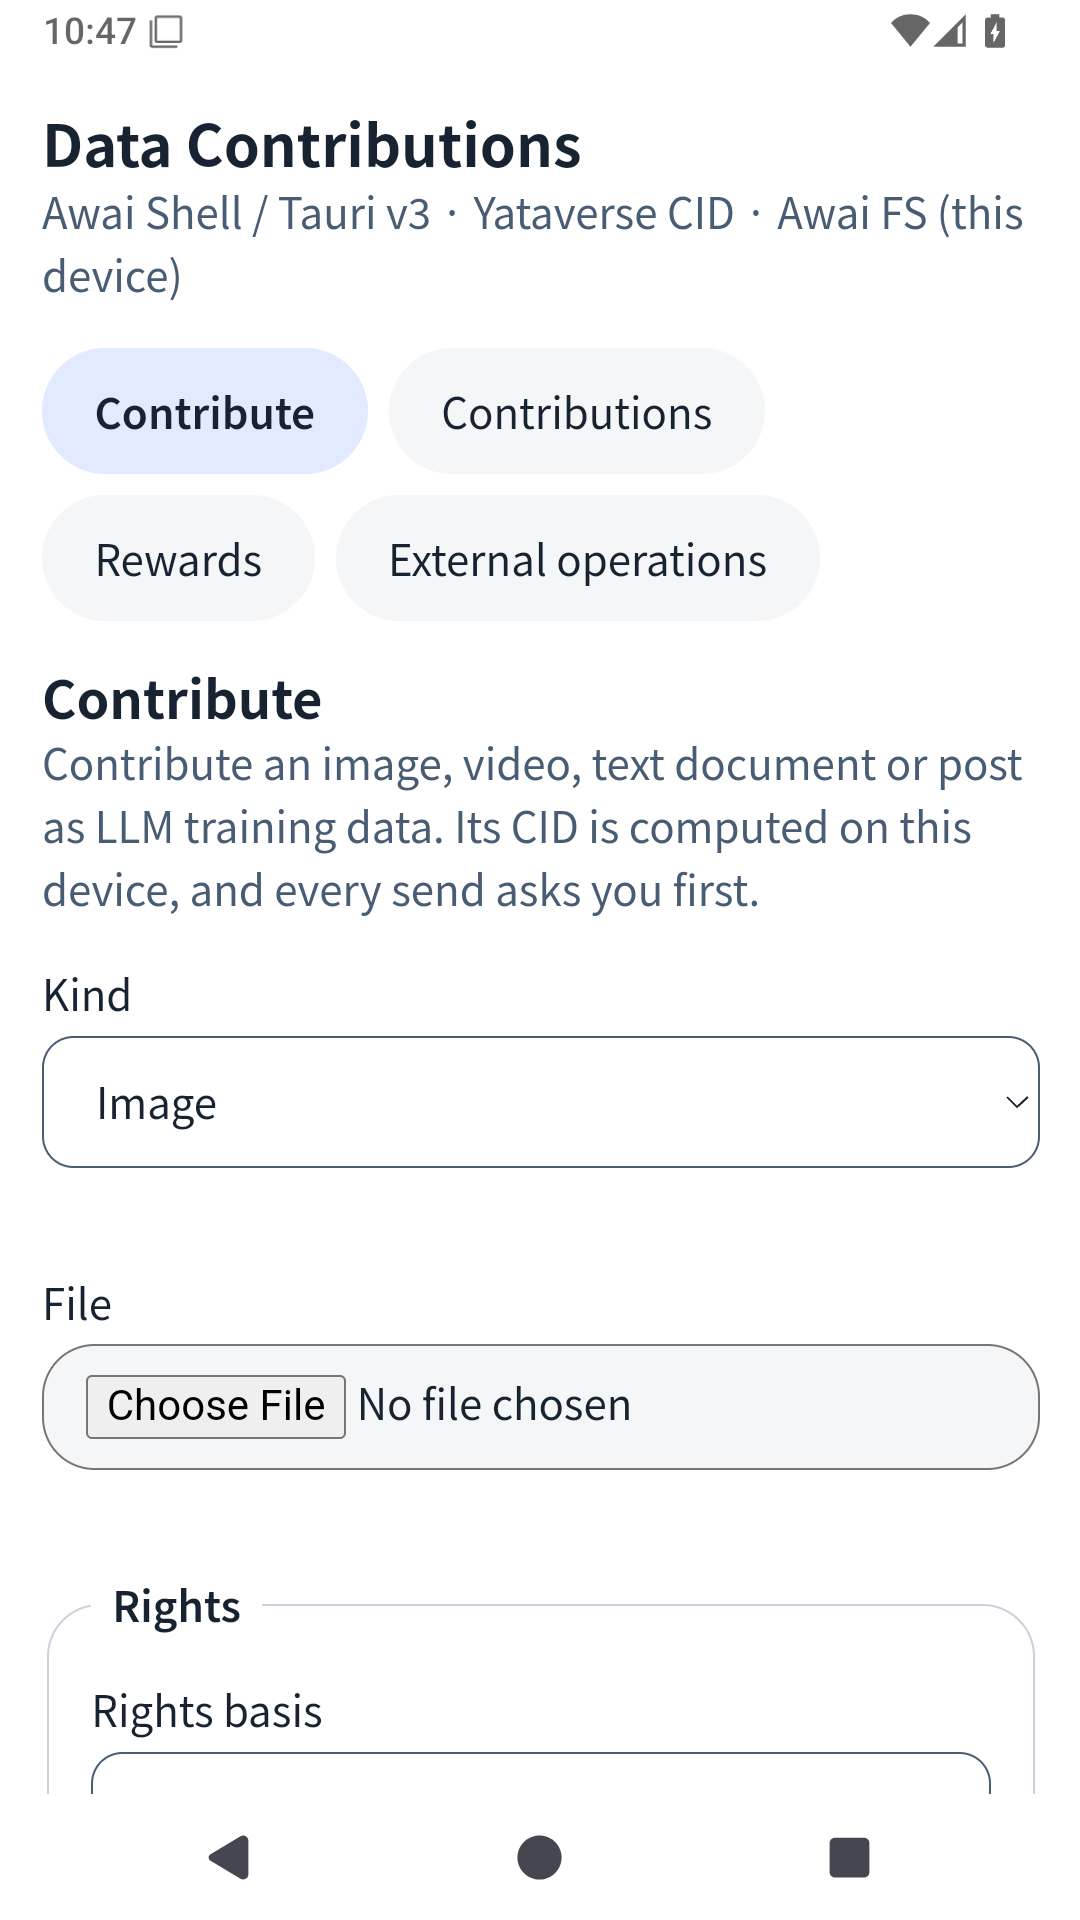 10:47
Data Contributions
Awai Shell / Tauri v3 · Yataverse CID · Awai FS (this
device)
Contribute
Contributions
Rewards
External operations
Contribute
Contribute an image, video, text document or post
as LLM training data. Its CID is computed on this
device, and every send asks you first.
Kind
Image
File
Choose File No file chosen
Rights
Rights basis